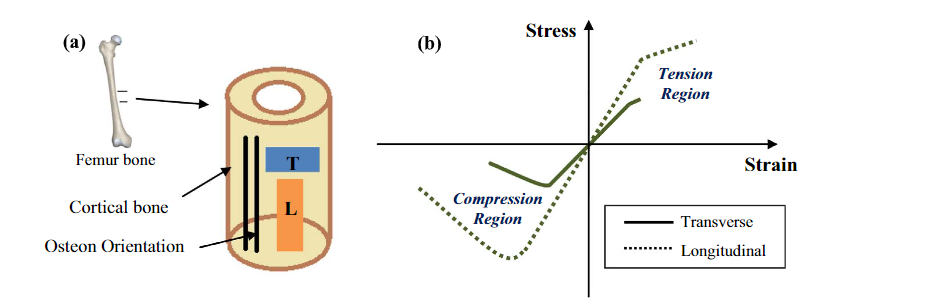 (a)
Femur bone
Cortical bone
Osteon Orientation
T
L
(b)
Stress
Tension
Region
Strain
Compression
Region
Transverse
Longitudinal